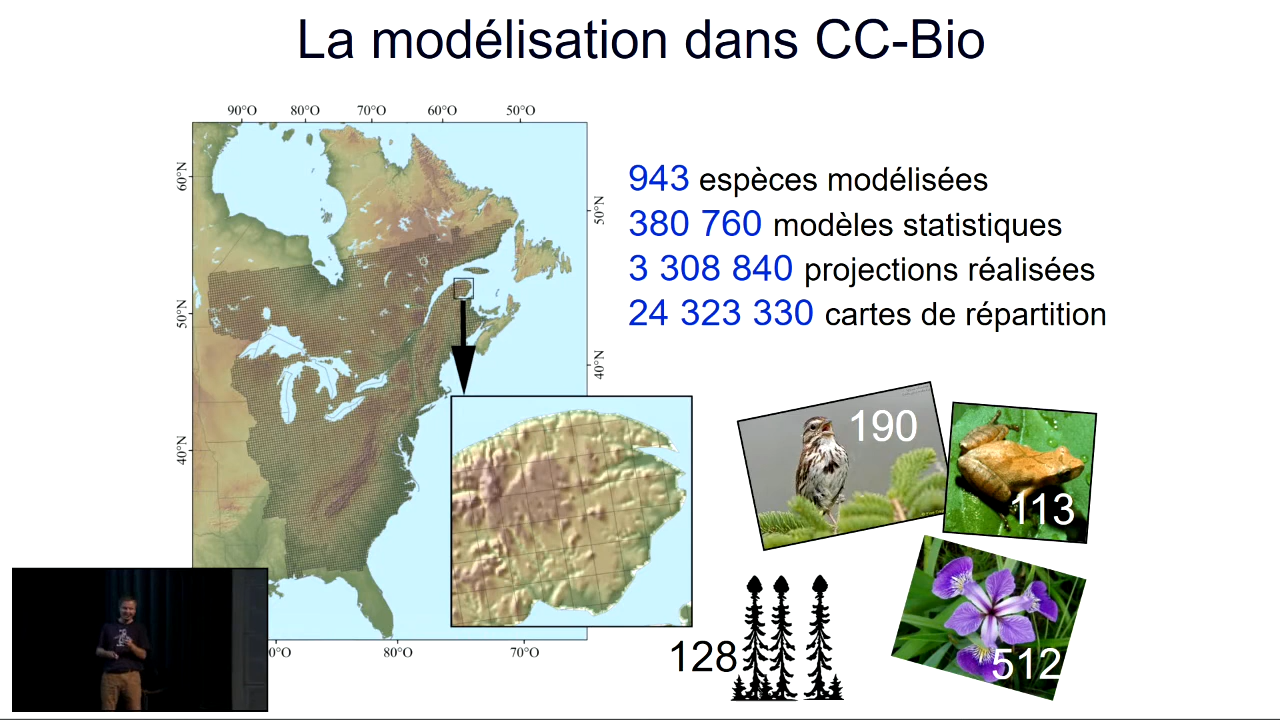 La modélisation dans CC-Bio
90°O 80°O 70°O 60°O 50°O
60°N
50°N
40°N
50°N
40°N
80°O 70°O
943 espèces modélisées
380 760 modèles statistiques
3 308 840 projections réalisées
24 323 330 cartes de répartition
190
113
128
512